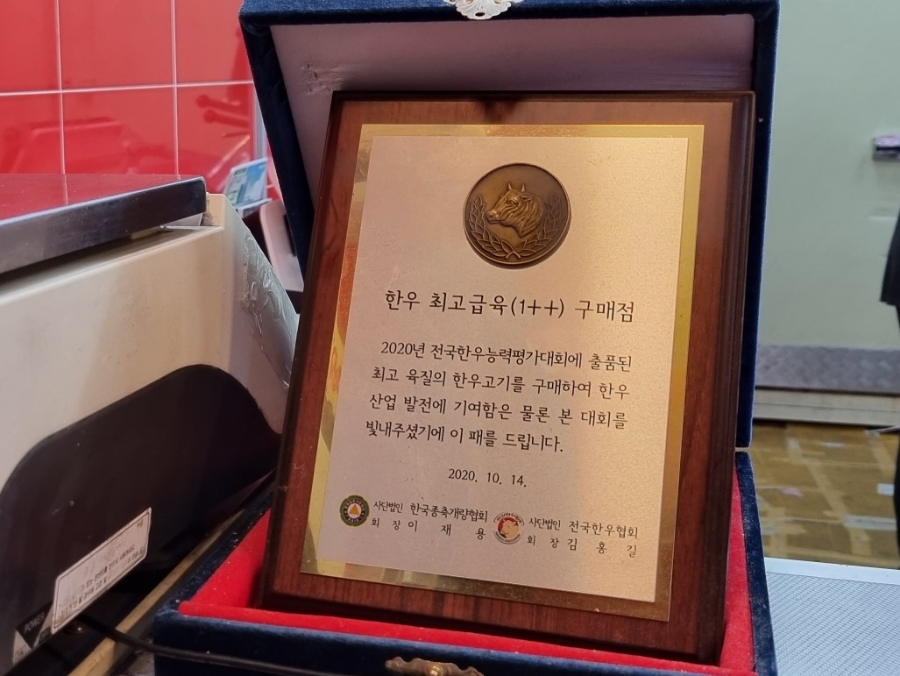 한우 최고급육(1++) 구매점
2020년 전국한우능력평가대회에 출품된
최고 육질의 한우고기를 구매하여 한우
산업 발전에 기여함은 물론 본 대회를
빛내주셨기에 이 패를 드립니다.
2020. 10. 14.
사단법인 한국종축개량협회
회 장 이 재 용
사단법인 전국한우협회
회 장 김 홍 길